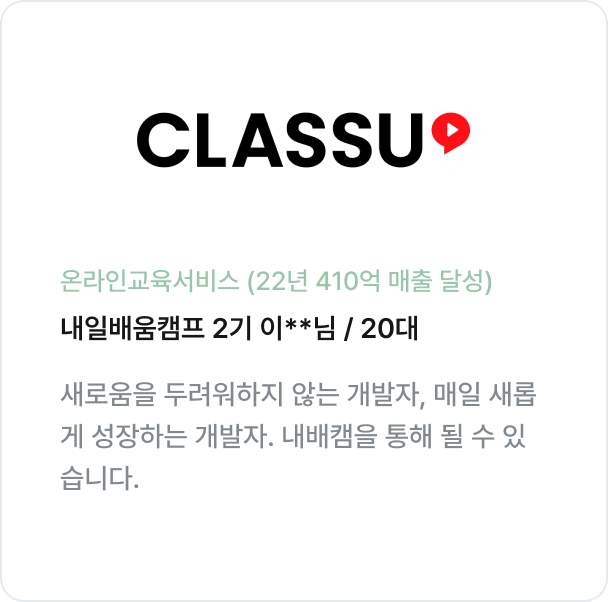 CLASSU
온라인교육서비스 (22년 410억 매출 달성)
내일배움캠프 2기 이**님 / 20대
새로움을 두려워하지 않는 개발자, 매일 새롭
게 성장하는 개발자. 내배캠을 통해 될 수 있
습니다.